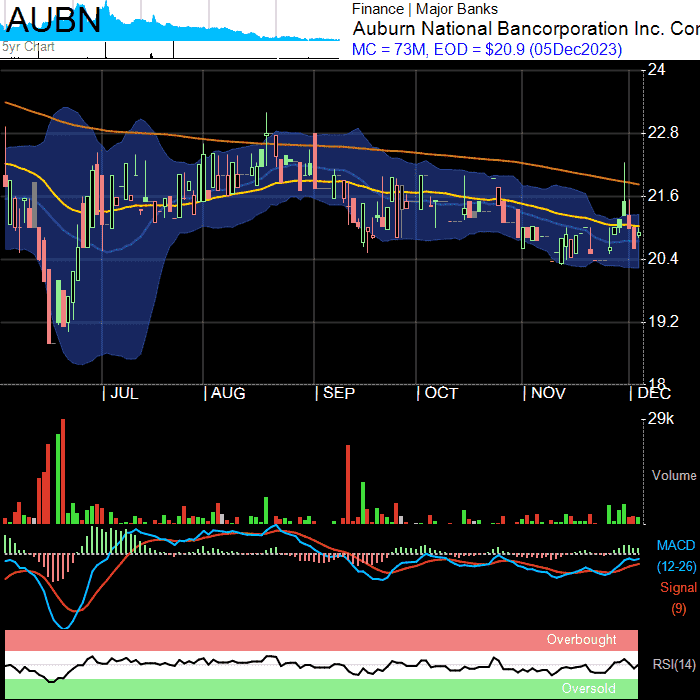 AUBN
5yr Chart
Finance | Major Banks
Auburn National Bancorporation Inc. Cor
MC = 73M, EOD = $20.9 (05Dec2023)
24
22.8
21.6
20.4
19.2
18
JUL
AUG
SEP
OCT
NOV
DEC
29k
Volume
MACD
(12-26)
Signal
(9)
Overbought
RSI(14)
Oversold